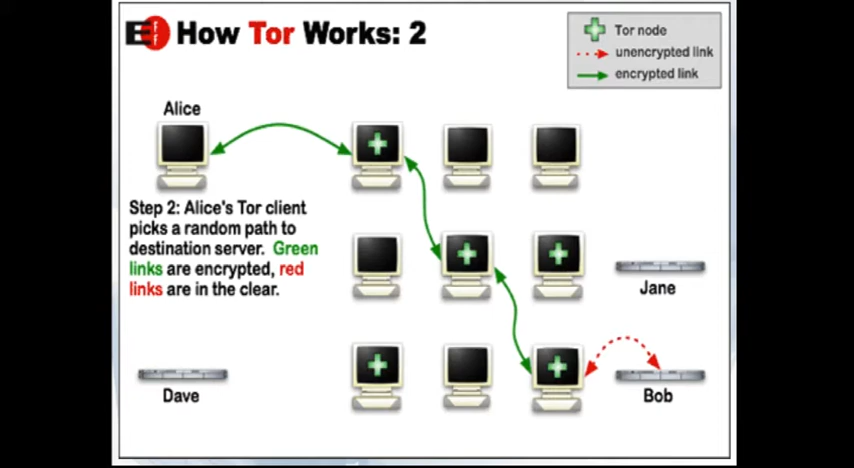 EFF How Tor Works: 2
Tor node
unencrypted link
encrypted link
Alice
Step 2: Alice's Tor client
picks a random path to
destination server. Green
links are encrypted, red
links are in the clear.
Jane
Dave
Bob